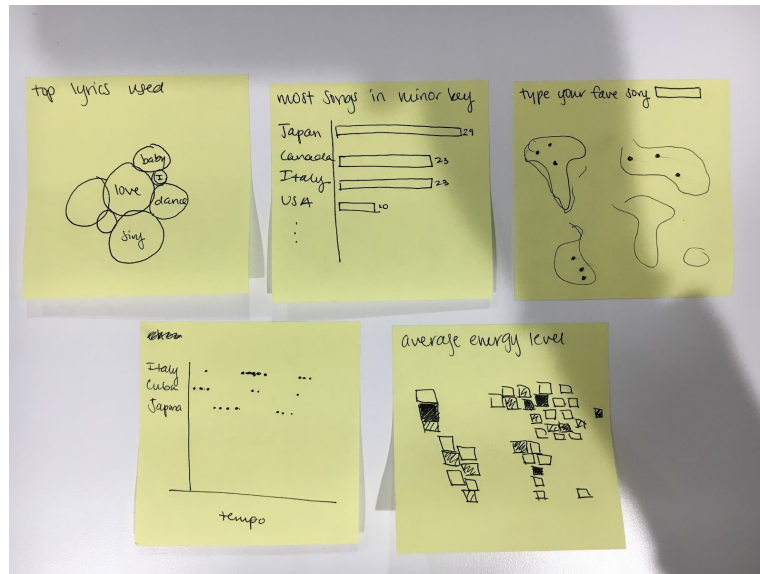 top lyrics used
baby
I
love
dance
sing
most songs in minor key
Japan 29
Canada 23
Italy 23
USA 10
type your fave song
Italy
Cuba
Japna
tempo
average energy level